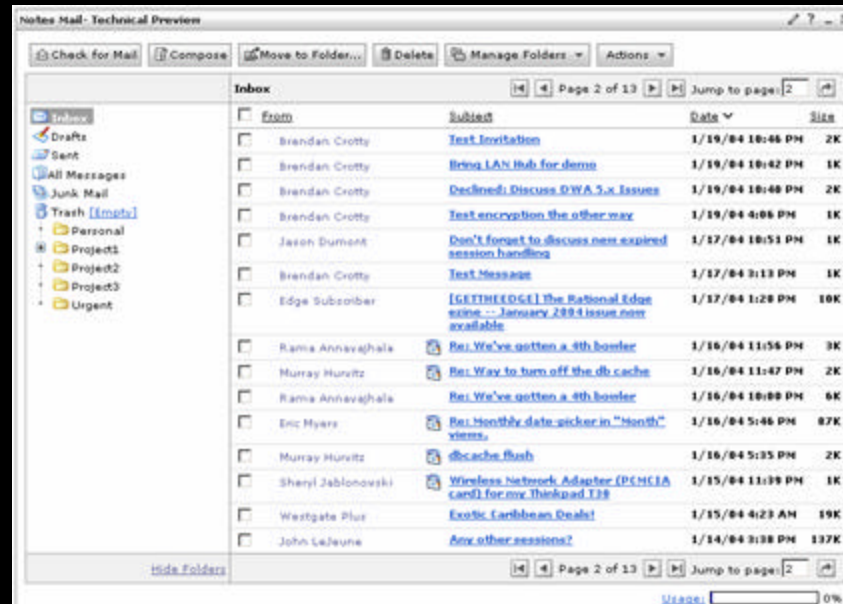 Notes Mail- Technical Preview
Check for Mail Compose Move to Folder... Delete Manage Folders Actions
Inbox Page 2 of 13 Jump to page: 2
Inbox
Drafts
Sent
All Messages
Junk Mail
Trash [Empty]
Personal
Project1
Project2
Project3
Urgent
From Subject Date Size
Brendan Crotty Test Invitation 1/19/04 10:46 PM 2K
Brendan Crotty Bring LAN Hub for demo 1/19/04 10:42 PM 1K
Brendan Crotty Declined: Discuss DWA 5.x Issues 1/19/04 10:40 PM 2K
Brendan Crotty Test encryption the other way 1/19/04 4:06 PM 1K
Jason Dumont Don't forget to discuss new expired
session handling 1/17/04 10:51 PM 1K
Brendan Crotty Test Message 1/17/04 3:13 PM 1K
Edge Subscriber [GETTHEEDGE] The Rational Edge
ezine -- January 2004 issue now
available 1/17/04 1:28 PM 10K
Rama Annavajhala Re: We've gotten a 4th bowler 1/16/04 11:56 PM 3K
Murray Hurvitz Re: Way to turn off the db cache 1/16/04 11:47 PM 2K
Rama Annavajhala Re: We've gotten a 4th bowler 1/16/04 10:00 PM 6K
Eric Myers Re: Monthly date-picker in "Month"
views. 1/16/04 5:46 PM 87K
Murray Hurvitz dbcache flush 1/16/04 5:35 PM 2K
Sheryl Jablonowski Wireless Network Adapter (PCMCIA
card) for my Thinkpad T30 1/15/04 11:39 PM 1K
Westgate Plus Exotic Caribbean Deals! 1/15/04 4:23 AM 19K
John LeJeune Any other sessions? 1/14/04 3:38 PM 137K
Hide Folders Page 2 of 13 Jump to page: 2
Usage: 0%